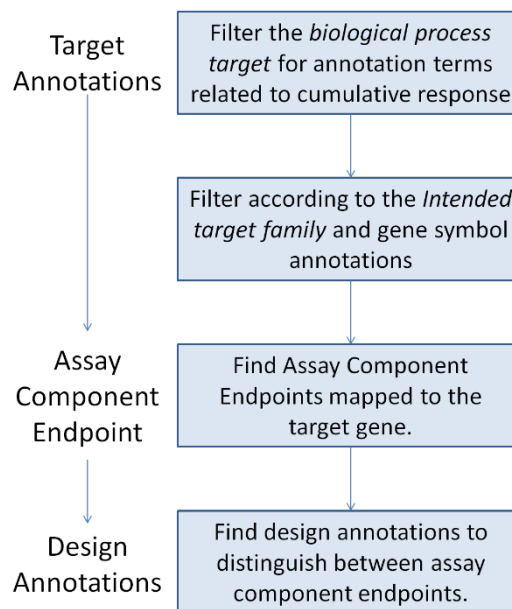 Target
Annotations
Filter the biological process
target for annotation terms
related to cumulative response
Filter according to the Intended
target family and gene symbol
annotations
Assay
Component
Endpoint
Find Assay Component
Endpoints mapped to the
target gene.
Design
Annotations
Find design annotations to
distinguish between assay
component endpoints.